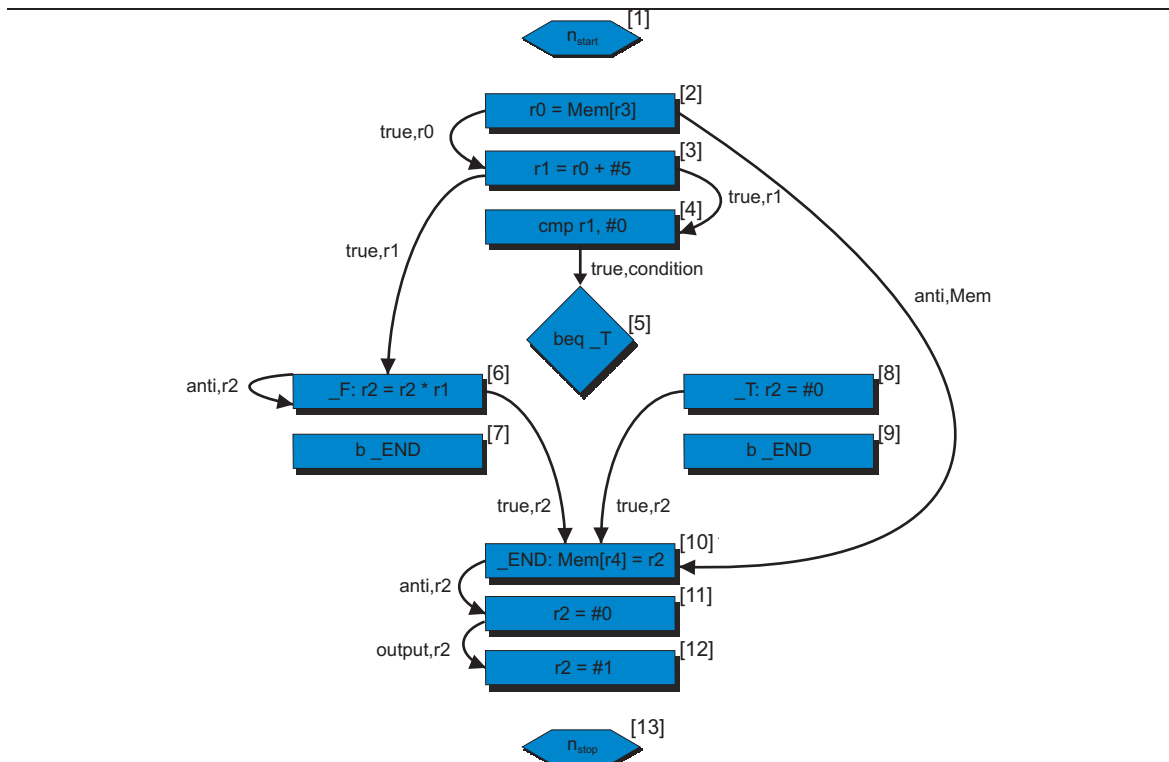 [1]
n_start
[2]
r0 = Mem[r3]
true,r0
[3]
r1 = r0 + #5
true,r1
[4]
cmp r1, #0
true,r1
true,condition
anti,Mem
[5]
beq _T
[6]
[8]
anti,r2
_F: r2 = r2 * r1
_T: r2 = #0
[7]
[9]
b _END
b _END
true,r2
true,r2
[10]
_END: Mem[r4] = r2
anti,r2
[11]
r2 = #0
output,r2
[12]
r2 = #1
[13]
n_stop